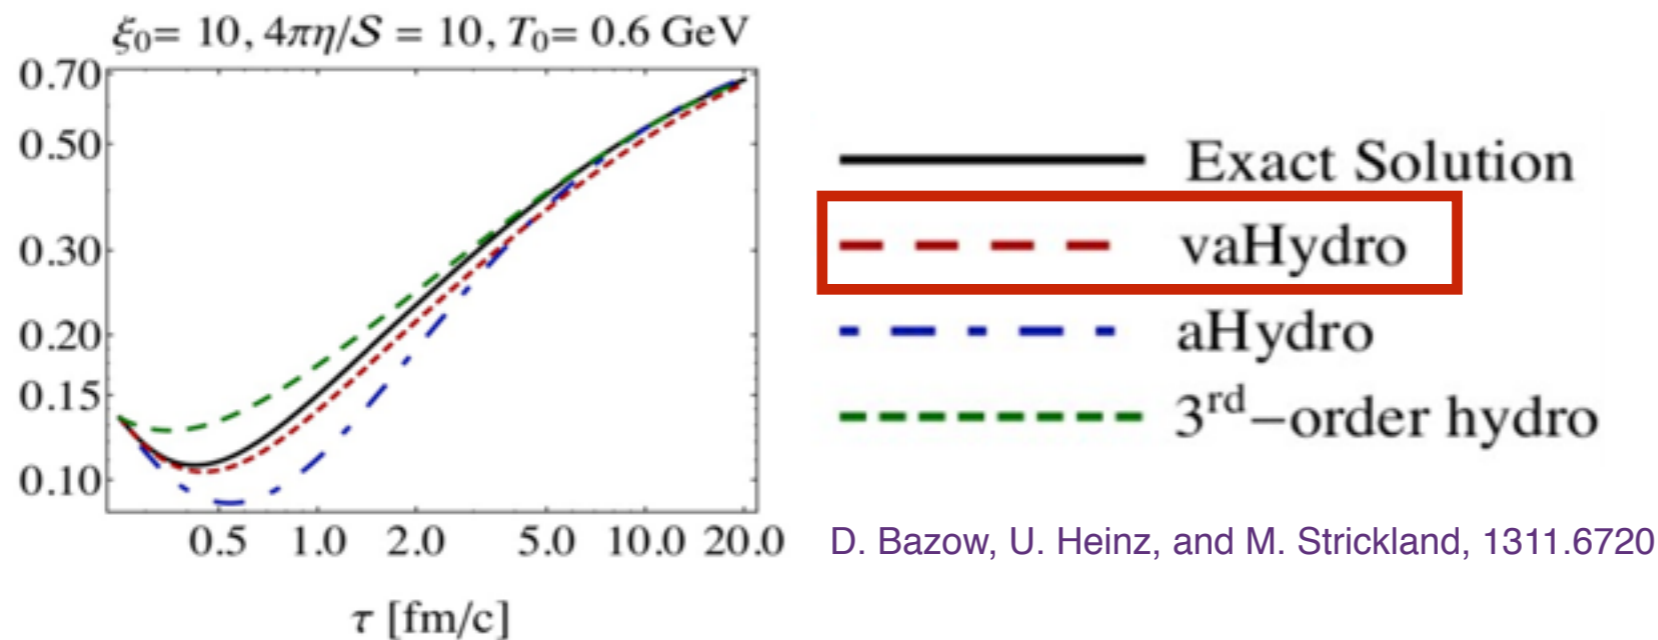 ξ₀= 10, 4πη/𝒮 = 10, T₀= 0.6 GeV
0.70
0.50
0.30
0.20
0.15
0.10
0.5 1.0 2.0 5.0 10.0 20.0
τ [fm/c]
Exact Solution
vaHydro
aHydro
3ʳᵈ−order hydro
D. Bazow, U. Heinz, and M. Strickland, 1311.6720